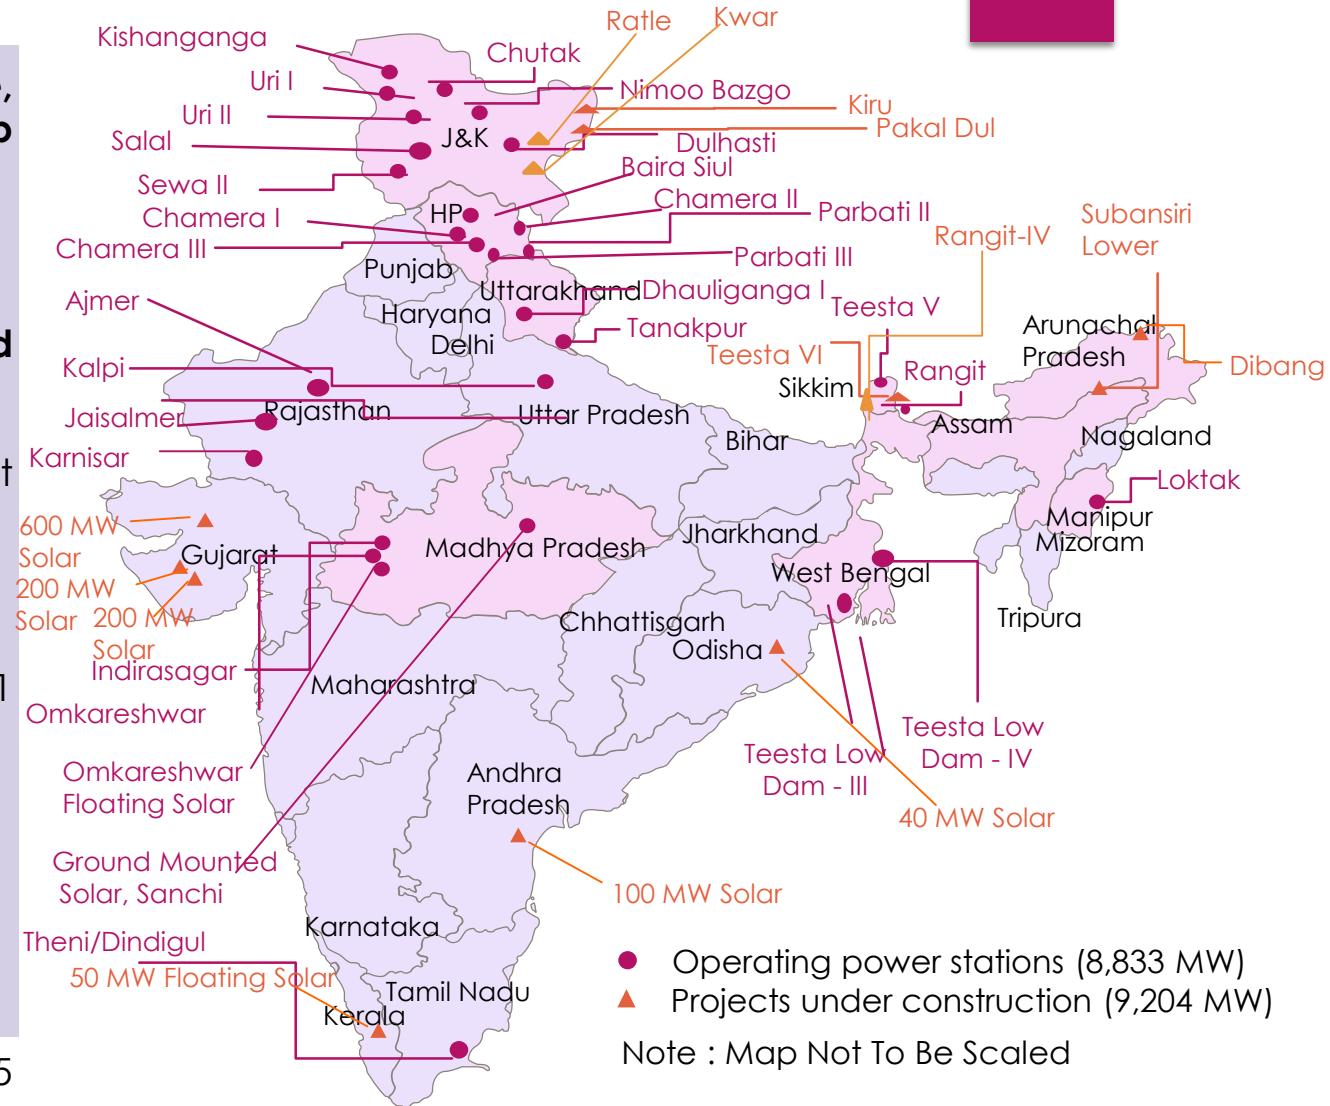 Ratle
Kwar
Kishanganga
Chutak
Uri I
Nimoo Bazgo
Kiru
Uri II
Pakal Dul
Salal
J&K
Dulhasti
Baira Siul
Sewa II
Chamera II
Chamera I
HP
Parbati II
Subansiri
Lower
Rangit-IV
Chamera III
Parbati III
Punjab
Uttarakhand
Dhauliganga I
Ajmer
Teesta V
Haryana
Tanakpur
Arunachal
Pradesh
Delhi
Teesta VI
Kalpi
Rangit
Dibang
Sikkim
Jaisalmer
Rajasthan
Uttar Pradesh
Assam
Bihar
Nagaland
Karnisar
t
Loktak
600 MW
Solar
Manipur
Jharkhand
Gujarat
Madhya Pradesh
Mizoram
200 MW
Solar
West Bengal
200 MW
Solar
Chhattisgarh
Tripura
Odisha
Indirasagar
Maharashtra
1
Omkareshwar
Teesta Low
Dam - IV
Teesta Low
Dam - III
Omkareshwar
Floating Solar
Andhra
Pradesh
40 MW Solar
Ground Mounted
Solar, Sanchi
100 MW Solar
Karnataka
Theni/Dindigul
50 MW Floating Solar
Tamil Nadu
Kerala
Operating power stations (8,833 MW)
Projects under construction (9,204 MW)
Note : Map Not To Be Scaled
5